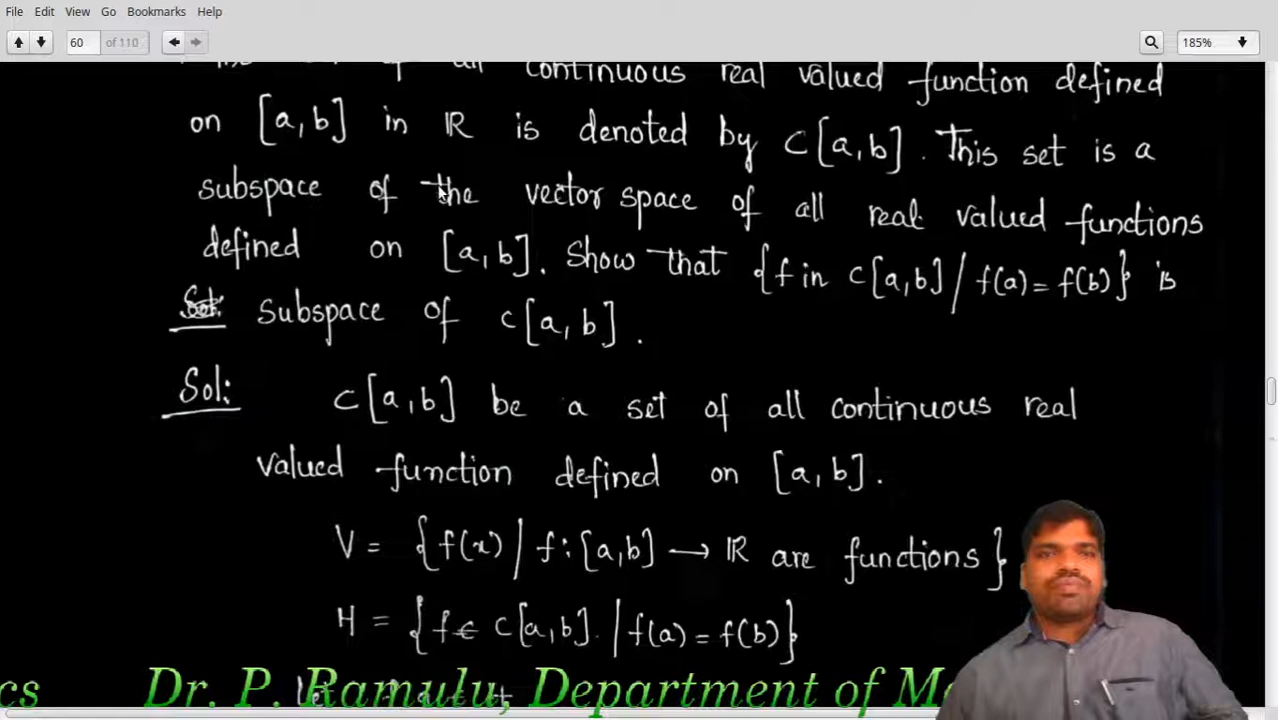 File Edit View Go Bookmarks Help
60 of 110 185%
of all continuous real valued function defined
on [a,b] in ℝ is denoted by C[a,b]. This set is a
subspace of the vector space of all real valued functions
defined on [a,b]. Show that {f in C[a,b] / f(a) = f(b)} is
Subspace of C[a,b].
Sol: C[a,b] be a set of all continuous real
valued function defined on [a,b].
V = {f(x) / f:[a,b] → ℝ are functions}
H = {f ∈ C[a,b]. / f(a) = f(b)}
cs Dr. P. Ramulu, Department of M